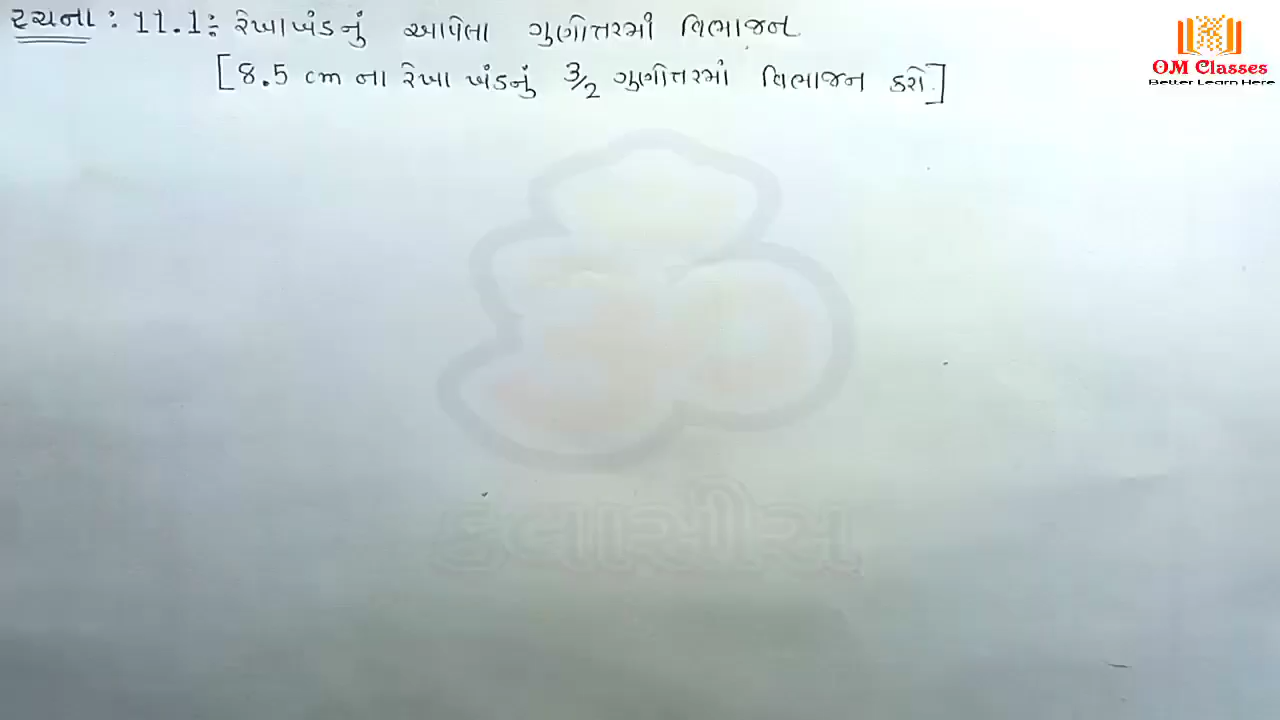 રચના : 11.1 : રેખાખંડનું આપેલા ગુણોત્તરમાં વિભાજન.
[8.5 cm ના રેખા ખંડનું 3/2 ગુણોત્તરમાં વિભાજન કરો.]
OM Classes
Better Learn Here
ૐ
કલાસીસ